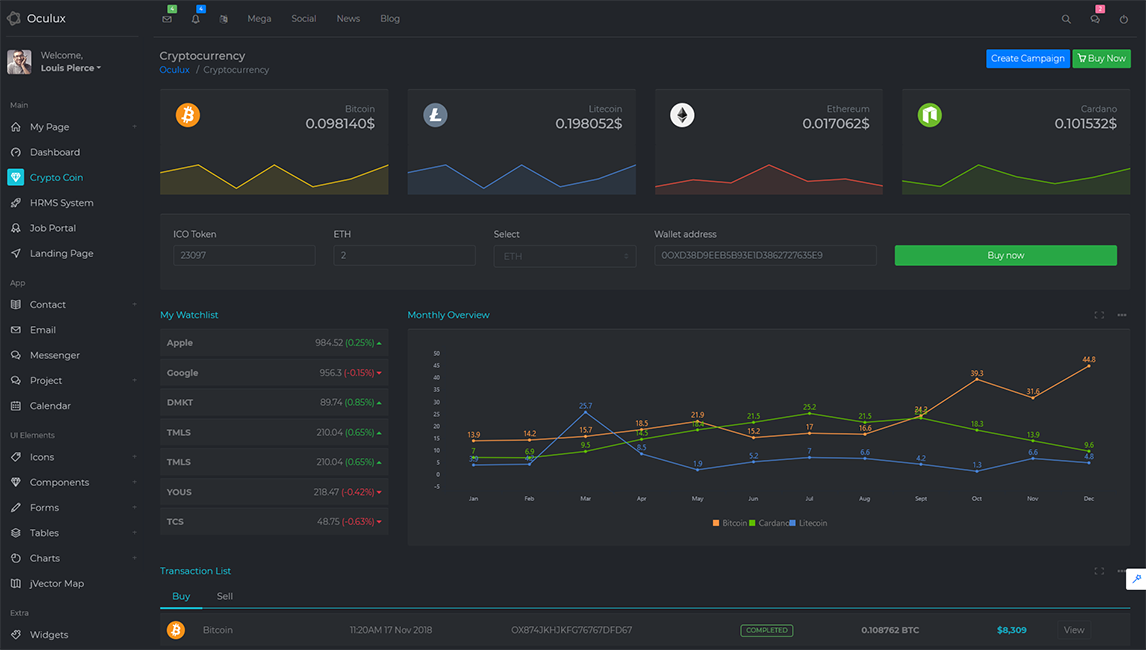 Oculux
4
4
Mega
Social
News
Blog
2
Welcome,
Louis Pierce
Main
My Page
Dashboard
Crypto Coin
HRMS System
Job Portal
Landing Page
App
Contact
Email
Messenger
Project
Calendar
UI Elements
Icons
Components
Forms
Tables
Charts
jVector Map
Extra
Widgets
Cryptocurrency
Oculux / Cryptocurrency
Create Campaign
Buy Now
Bitcoin
0.098140$
Litecoin
0.198052$
Ethereum
0.017062$
Cardano
0.101532$
ICO Token
23097
ETH
2
Select
ETH
Wallet address
0OXD38D9EEB5B93E1D3862727635E9
Buy now
My Watchlist
Apple 984.52 (0.25%)
Google 956.3 (-0.15%)
DMKT 89.74 (0.85%)
TMLS 210.04 (0.65%)
TMLS 210.04 (0.65%)
YOUS 218.47 (-0.42%)
TCS 48.75 (-0.63%)
Monthly Overview
50
45
40
35
30
25
20
15
10
5
0
-5
13.9 14.2 15.7 18.5 21.9 15.2 17 16.6 24.3 39.3 31.6 44.8
7 6.9 9.5 14.5 18.4 21.5 25.2 21.5 18.3 13.9 9.6
25.7 8.5 1.9 5.2 7 6.6 4.2 1.3 6.6 4.8
Jan Feb Mar Apr May Jun Jul Aug Sept Oct Nov Dec
Bitcoin Cardano Litecoin
Transaction List
Buy Sell
Bitcoin 11:20AM 17 Nov 2018 OX874JKHJKFG76767DFD67 COMPLETED 0.108762 BTC $8,309 View